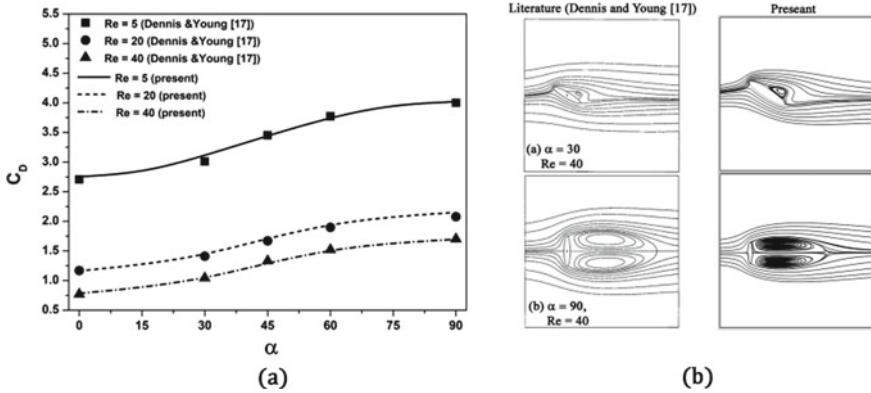 5.5
5.0
4.5
4.0
3.5
3.0
2.5
2.0
1.5
1.0
0.5
C_D
Re = 5 (Dennis &Young [17])
Re = 20 (Dennis &Young [17])
Re = 40 (Dennis &Young [17])
Re = 5 (present)
Re = 20 (present)
Re = 40 (present)
0 15 30 45 60 75 90
α
(a)
Literature (Dennis and Young [17]) Preseant
(a) α = 30
Re = 40
(b) α = 90,
Re = 40
(b)